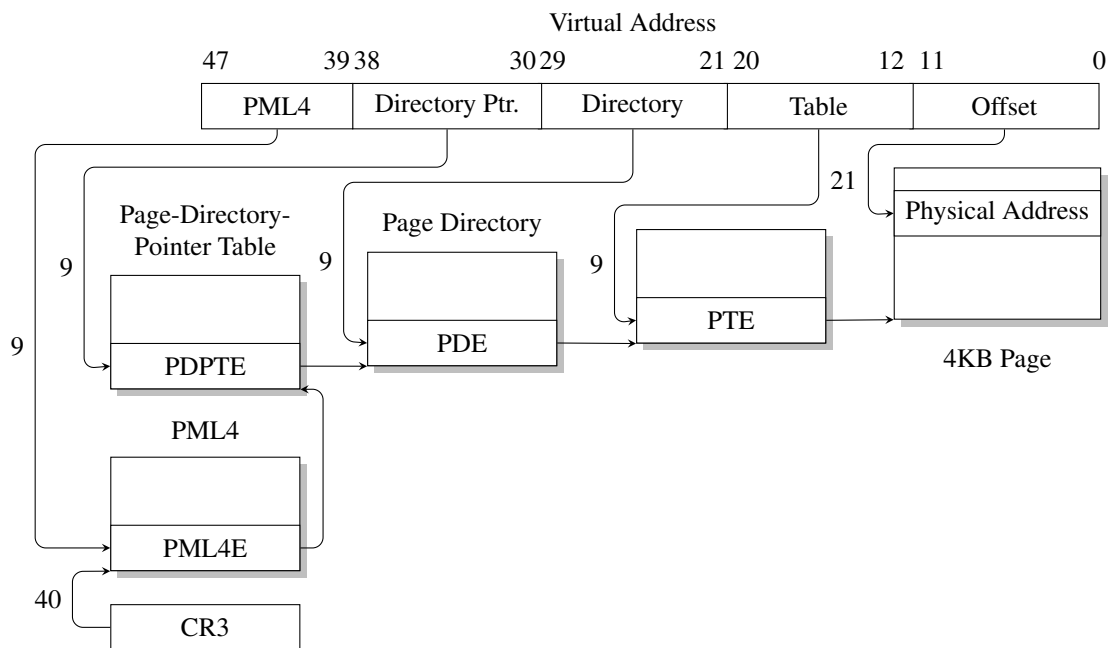 Virtual Address
47 39 38 30 29 21 20 12 11 0
PML4 Directory Ptr. Directory Table Offset
21
Physical Address
Page-Directory-
Pointer Table
Page Directory
9
9
9
PTE
PDE
9
PDPTE
4KB Page
PML4
PML4E
40
CR3